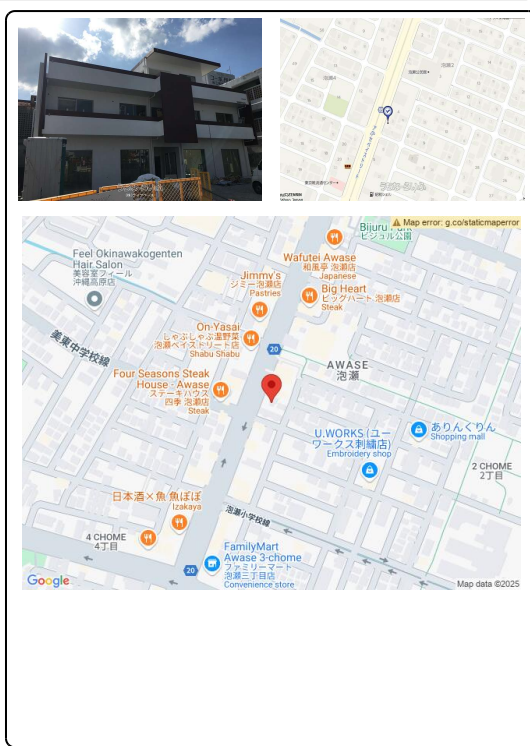 Map error: g.co/staticmaperror
Bijuru Park
ビジュル公園
Wafutei Awase
和風亭 泡瀬店
Japanese
Feel Okinawakogenten
Hair Salon
美容室フィール
沖縄高原店
Jimmy's
ジミー泡瀬店
Pastries
Big Heart
ビッグハート 泡瀬店
Steak
On-Yasai
しゃぶしゃぶ温野菜
泡瀬ベイストリート店
Shabu Shabu
美東中学校線
20
AWASE
泡瀬
Four Seasons Steak
House - Awase
ステーキハウス
四季 泡瀬店
Steak
U.WORKS (ユー
ワークス刺繍店)
Embroidery shop
ありんくりん
Shopping mall
2 CHOME
2丁目
日本酒×魚 魚ぽぽ
Izakaya
泡瀬小学校線
4 CHOME
4丁目
FamilyMart
Awase 3-chome
ファミリーマート
泡瀬三丁目店
Convenience store
20
Google
Map data ©2025